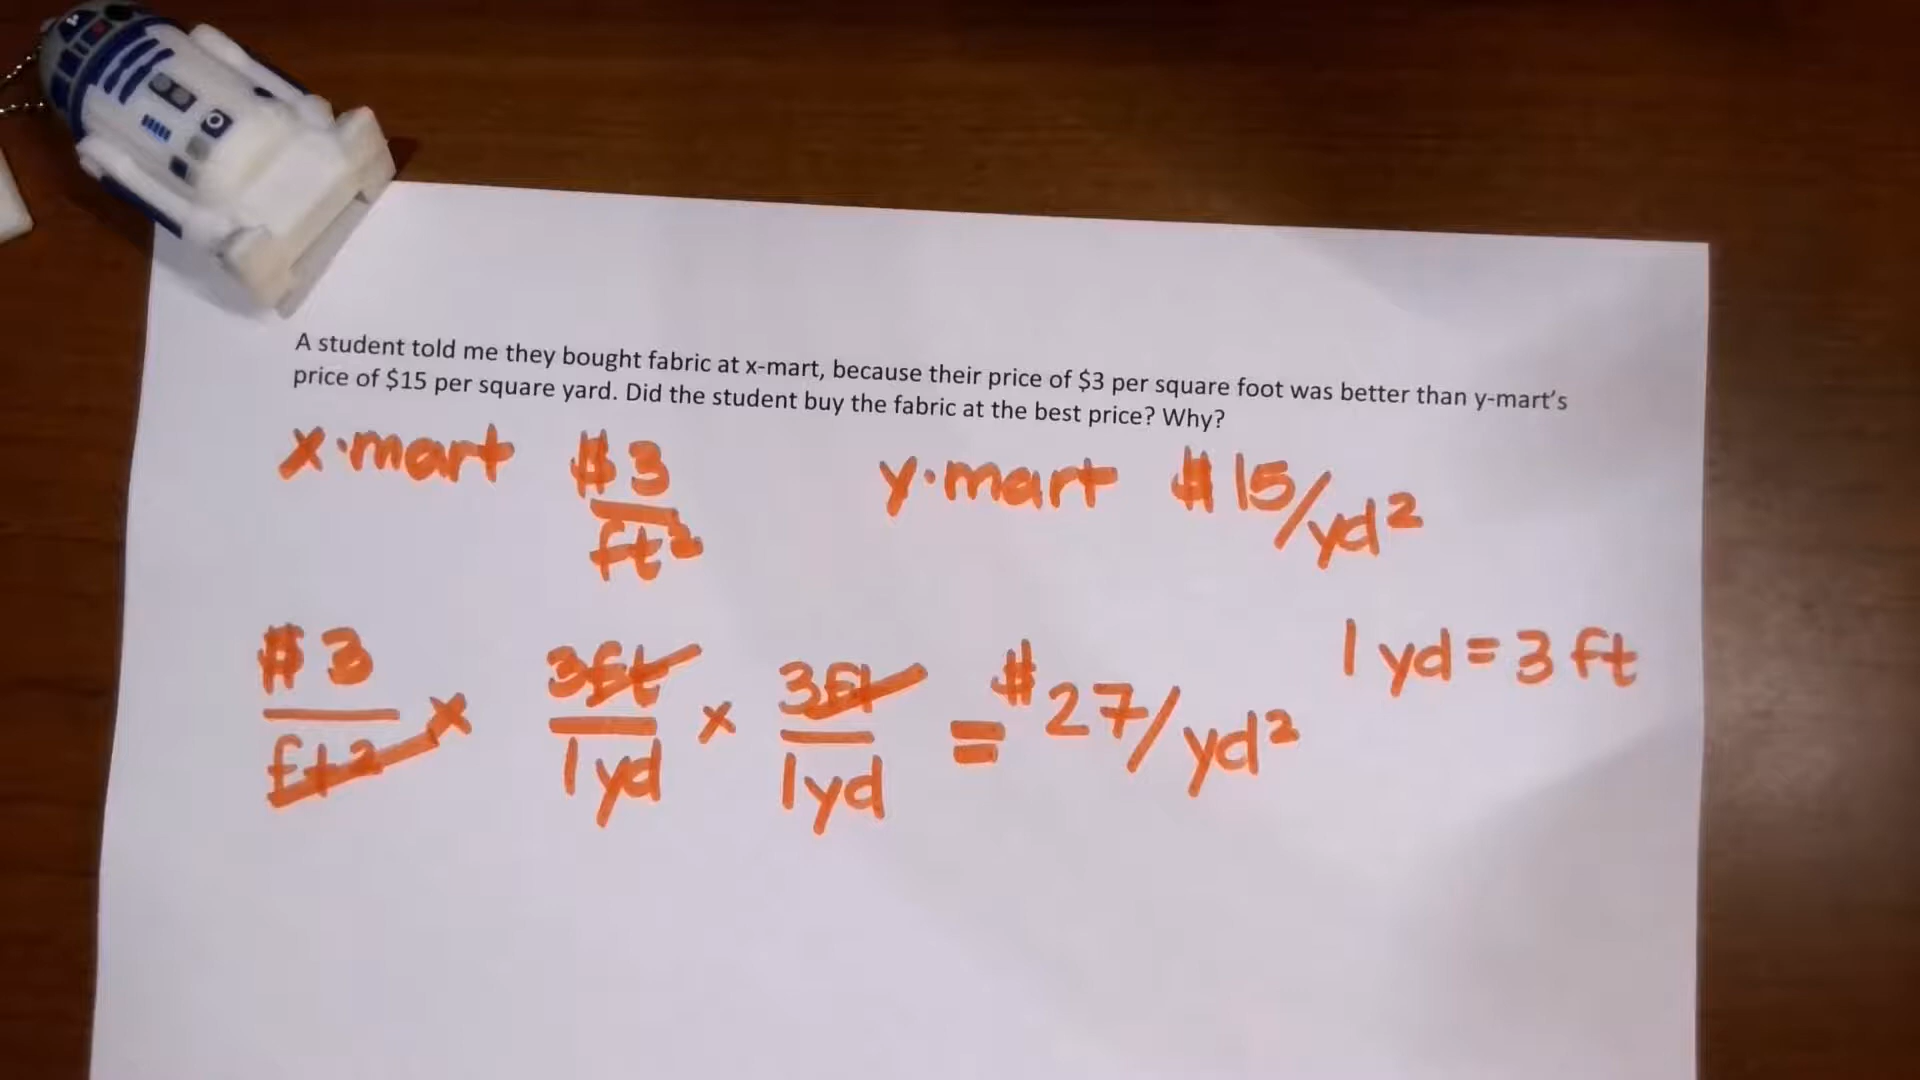 A student told me they bought fabric at x-mart, because their price of $3 per square foot was better than y-mart's
price of $15 per square yard. Did the student buy the fabric at the best price? Why?
x-mart $3/ft² y-mart $15/yd²
1 yd = 3 ft
$3/ft² x 3ft/1yd x 3ft/1yd = $27/yd²